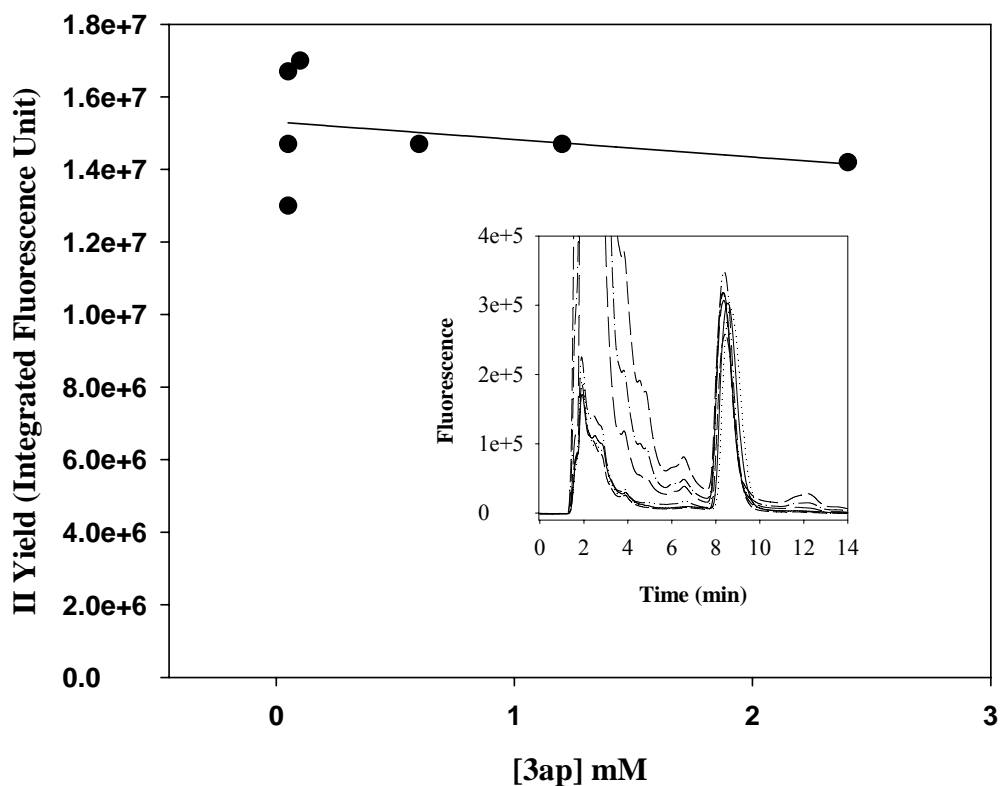 1.8e+7
1.6e+7
1.4e+7
1.2e+7
1.0e+7
8.0e+6
6.0e+6
4.0e+6
2.0e+6
0.0
II Yield (Integrated Fluorescence Unit)
0 1 2 3
[3ap] mM
4e+5
3e+5
2e+5
1e+5
0
Fluorescence
0 2 4 6 8 10 12 14
Time (min)